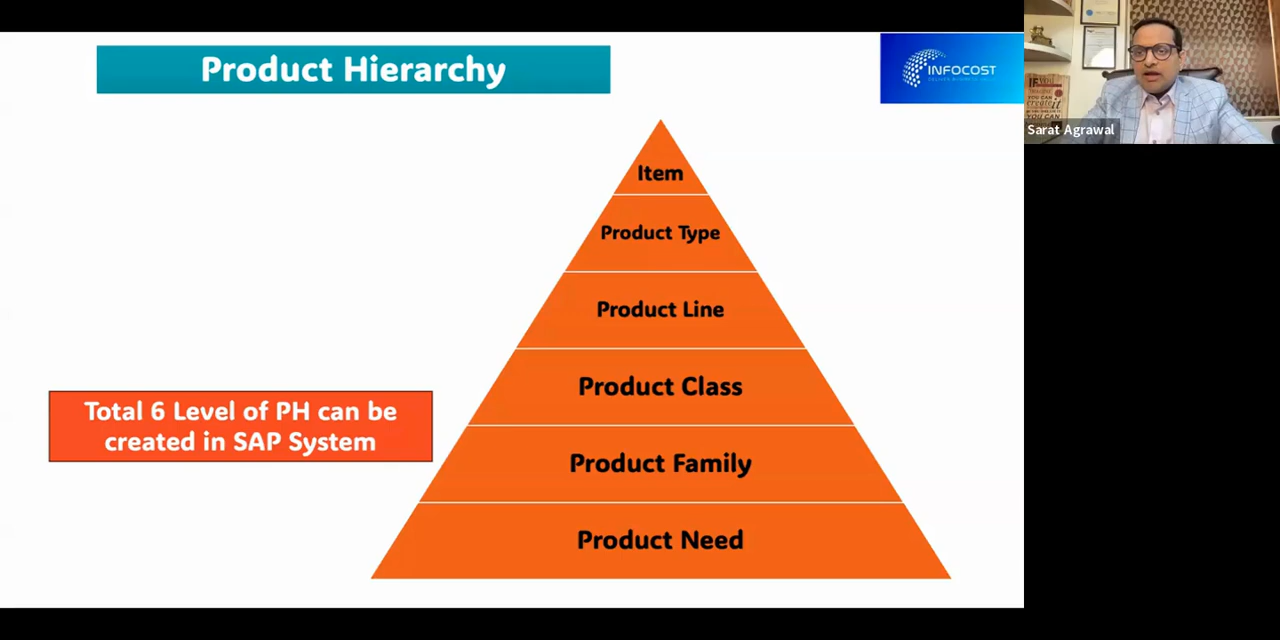 Product Hierarchy
INFOCOST
Sarat Agrawal
Item
Product Type
Product Line
Product Class
Total 6 Level of PH can be
created in SAP System
Product Family
Product Need